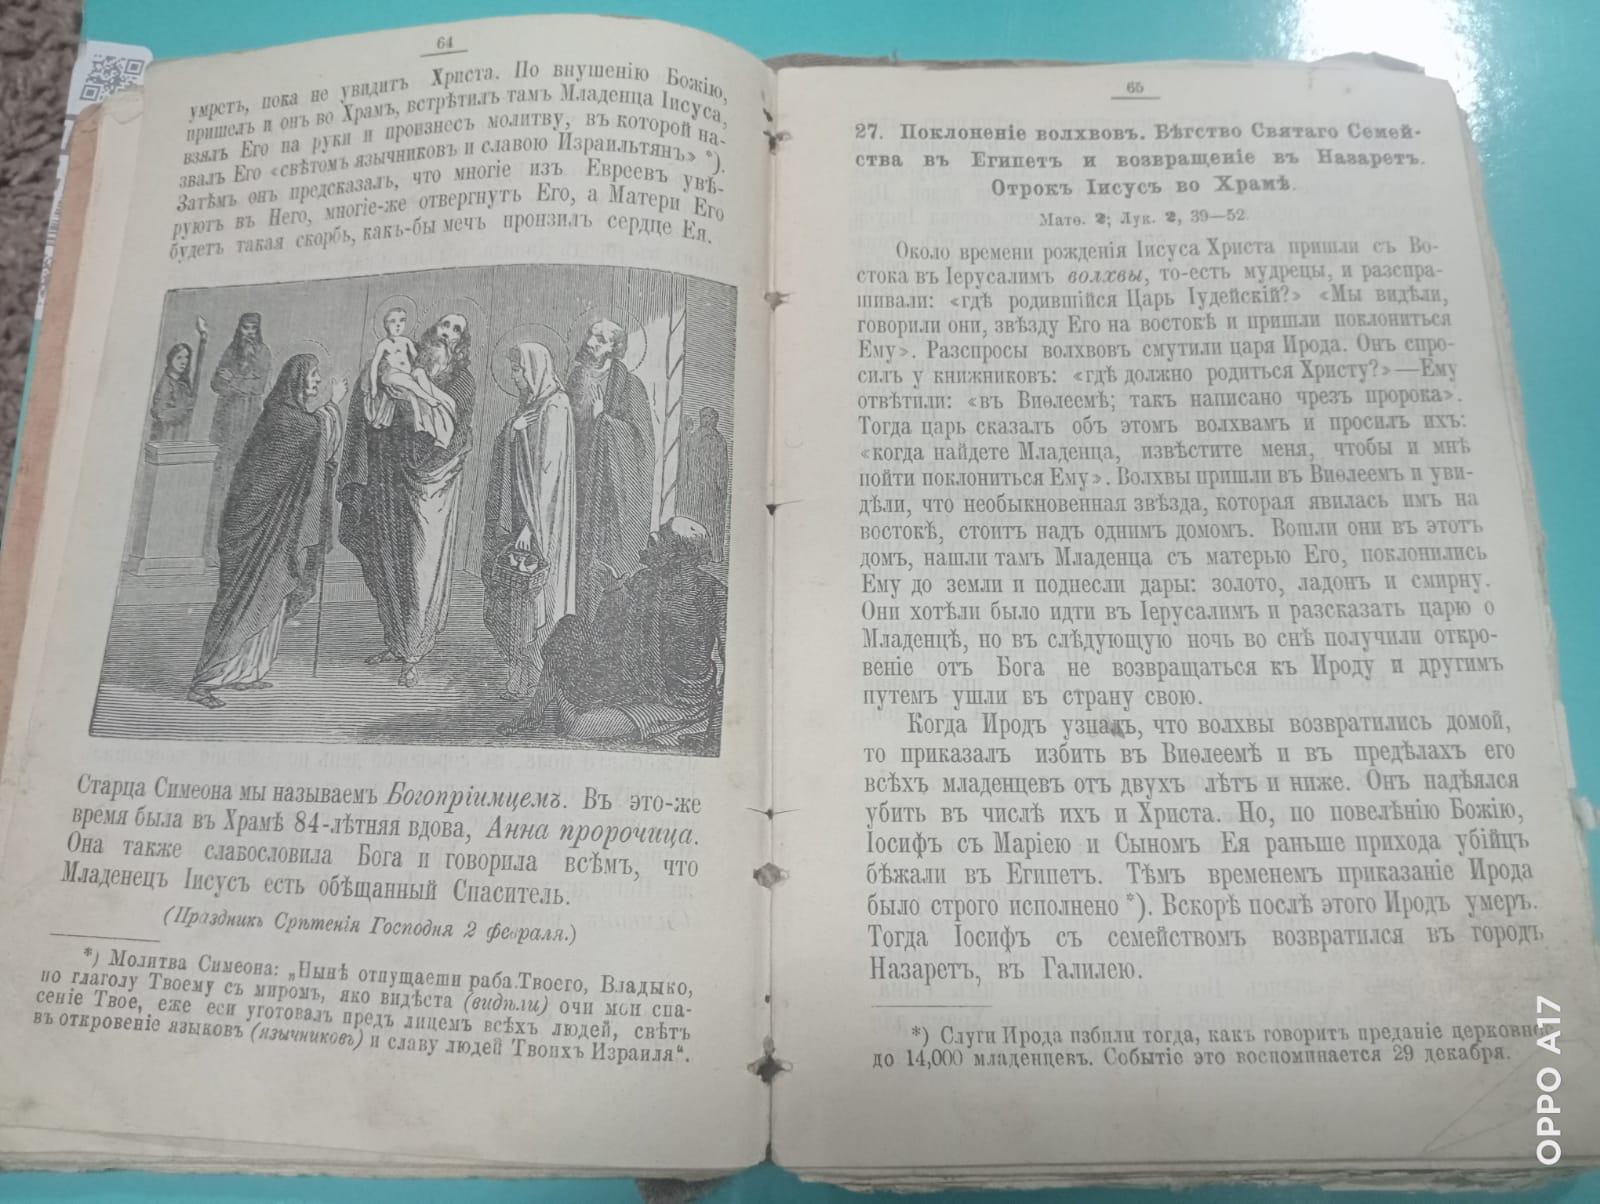 64
умретъ, пока не увидитъ Христа. По внушенію Божію,
пришелъ и онъ во Храмъ, встрѣтилъ тамъ Младенца Іисуса,
взялъ Его на руки и произнесъ молитву, въ которой на-
звалъ Его «свѣтомъ язычниковъ и славою Израильтянъ» *).
Затѣмъ онъ предсказалъ, что многіе изъ Евреевъ увѣ-
руютъ въ Него, многіе-же отвергнутъ Его, а Матери Его
будетъ такая скорбь, какъ-бы мечъ пронзилъ сердце Ея.
Старца Симеона мы называемъ Богопріимцемъ. Въ это-же
время была въ Храмѣ 84-лѣтняя вдова, Анна пророчица.
Она также славословила Бога и говорила всѣмъ, что
Младенецъ Іисусъ есть обѣщанный Спаситель.
(Праздникъ Срѣтенія Господня 2 февраля.)
*) Молитва Симеона: „Нынѣ отпущаеши раба Твоего, Владыко,
по глаголу Твоему съ миромъ, яко видѣста (видѣли) очи мои спа-
сеніе Твое, еже еси уготовалъ предъ лицемъ всѣхъ людей, свѣтъ
въ откровеніе языковъ (язычниковъ) и славу людей Твоихъ Израиля“.
65
27. Поклоненіе волхвовъ. Бѣгство Святаго Семей-
ства въ Египетъ и возвращеніе въ Назаретъ.
Отрокъ Іисусъ во Храмѣ.
Матѳ. 2; Лук. 2, 39—52.
Около времени рожденія Іисуса Христа пришли съ Во-
стока въ Іерусалимъ волхвы, то-есть мудрецы, и разспра-
шивали: «гдѣ родившійся Царь Іудейскій?» «Мы видѣли,
говорили они, звѣзду Его на востокѣ и пришли поклониться
Ему». Разспросы волхвовъ смутили царя Ирода. Онъ спро-
силъ у книжниковъ: «гдѣ должно родиться Христу?»—Ему
отвѣтили: «въ Виѳлеемѣ; такъ написано чрезъ пророка».
Тогда царь сказалъ объ этомъ волхвамъ и просилъ ихъ:
«когда найдете Младенца, извѣстите меня, чтобы и мнѣ
пойти поклониться Ему». Волхвы пришли въ Виѳлеемъ и уви-
дѣли, что необыкновенная звѣзда, которая явилась имъ на
востокѣ, стоитъ надъ однимъ домомъ. Вошли они въ этотъ
домъ, нашли тамъ Младенца съ матерью Его, поклонились
Ему до земли и поднесли дары: золото, ладонъ и смирну.
Они хотѣли было идти въ Іерусалимъ и разсказать царю о
Младенцѣ, но въ слѣдующую ночь во снѣ получили откро-
веніе отъ Бога не возвращаться къ Ироду и другимъ
путемъ ушли въ страну свою.
Когда Иродъ узналъ, что волхвы возвратились домой,
то приказалъ избить въ Виѳлеемѣ и въ предѣлахъ его
всѣхъ младенцевъ отъ двухъ лѣтъ и ниже. Онъ надѣялся
убить въ числѣ ихъ и Христа. Но, по повелѣнію Божію,
Іосифъ съ Маріею и Сыномъ Ея раньше прихода убійцъ
бѣжали въ Египетъ. Тѣмъ временемъ приказаніе Ирода
было строго исполнено *). Вскорѣ послѣ этого Иродъ умеръ.
Тогда Іосифъ съ семействомъ возвратился въ городъ
Назаретъ, въ Галилею.
*) Слуги Ирода избили тогда, какъ говоритъ преданіе церковное
до 14,000 младенцевъ. Событіе это воспоминается 29 декабря.
OPPO A17